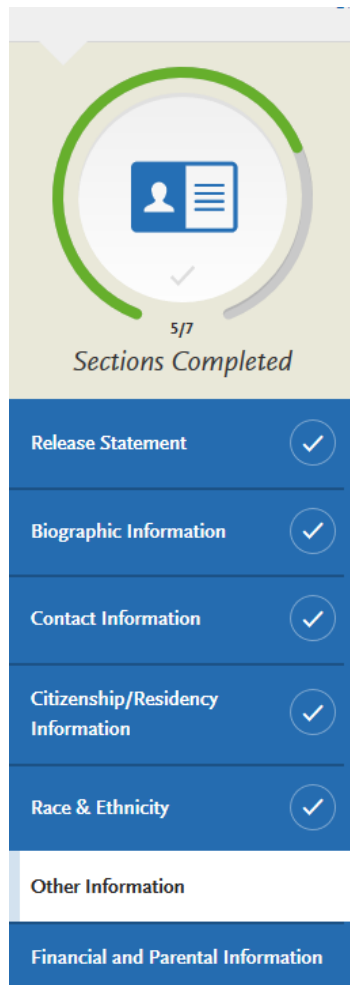 5/7
Sections Completed
Release Statement
Biographic Information
Contact Information
Citizenship/Residency
Information
Race & Ethnicity
Other Information
Financial and Parental Information